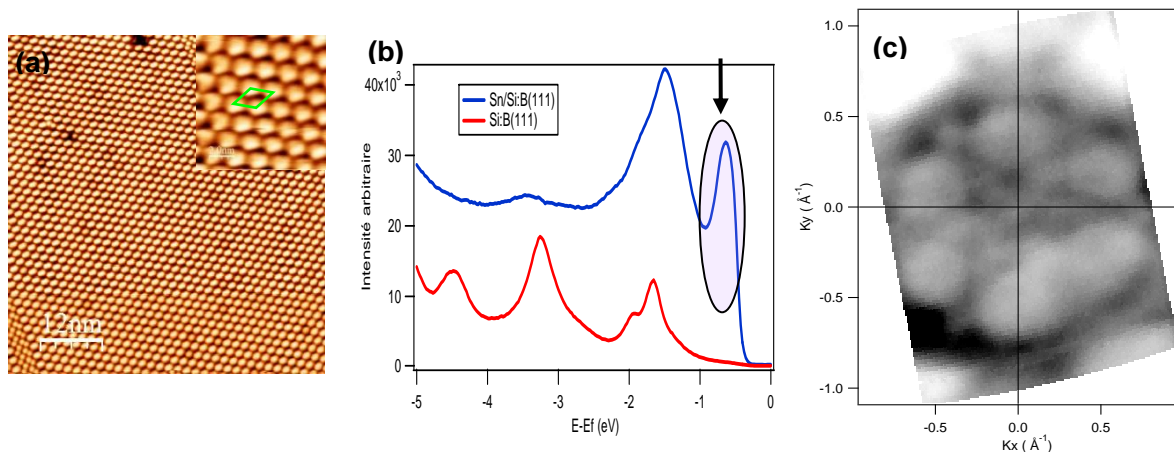 (a)
12nm
(b)
40x10³
30
20
10
0
Intensité arbitraire
Sn/Si:B(111)
Si:B(111)
-5 -4 -3 -2 -1 0
E-Ef (eV)
(c)
1.0
0.5
0.0
-0.5
-1.0
Ky ( Å⁻¹)
-0.5 0.0 0.5
Kx ( Å⁻¹)